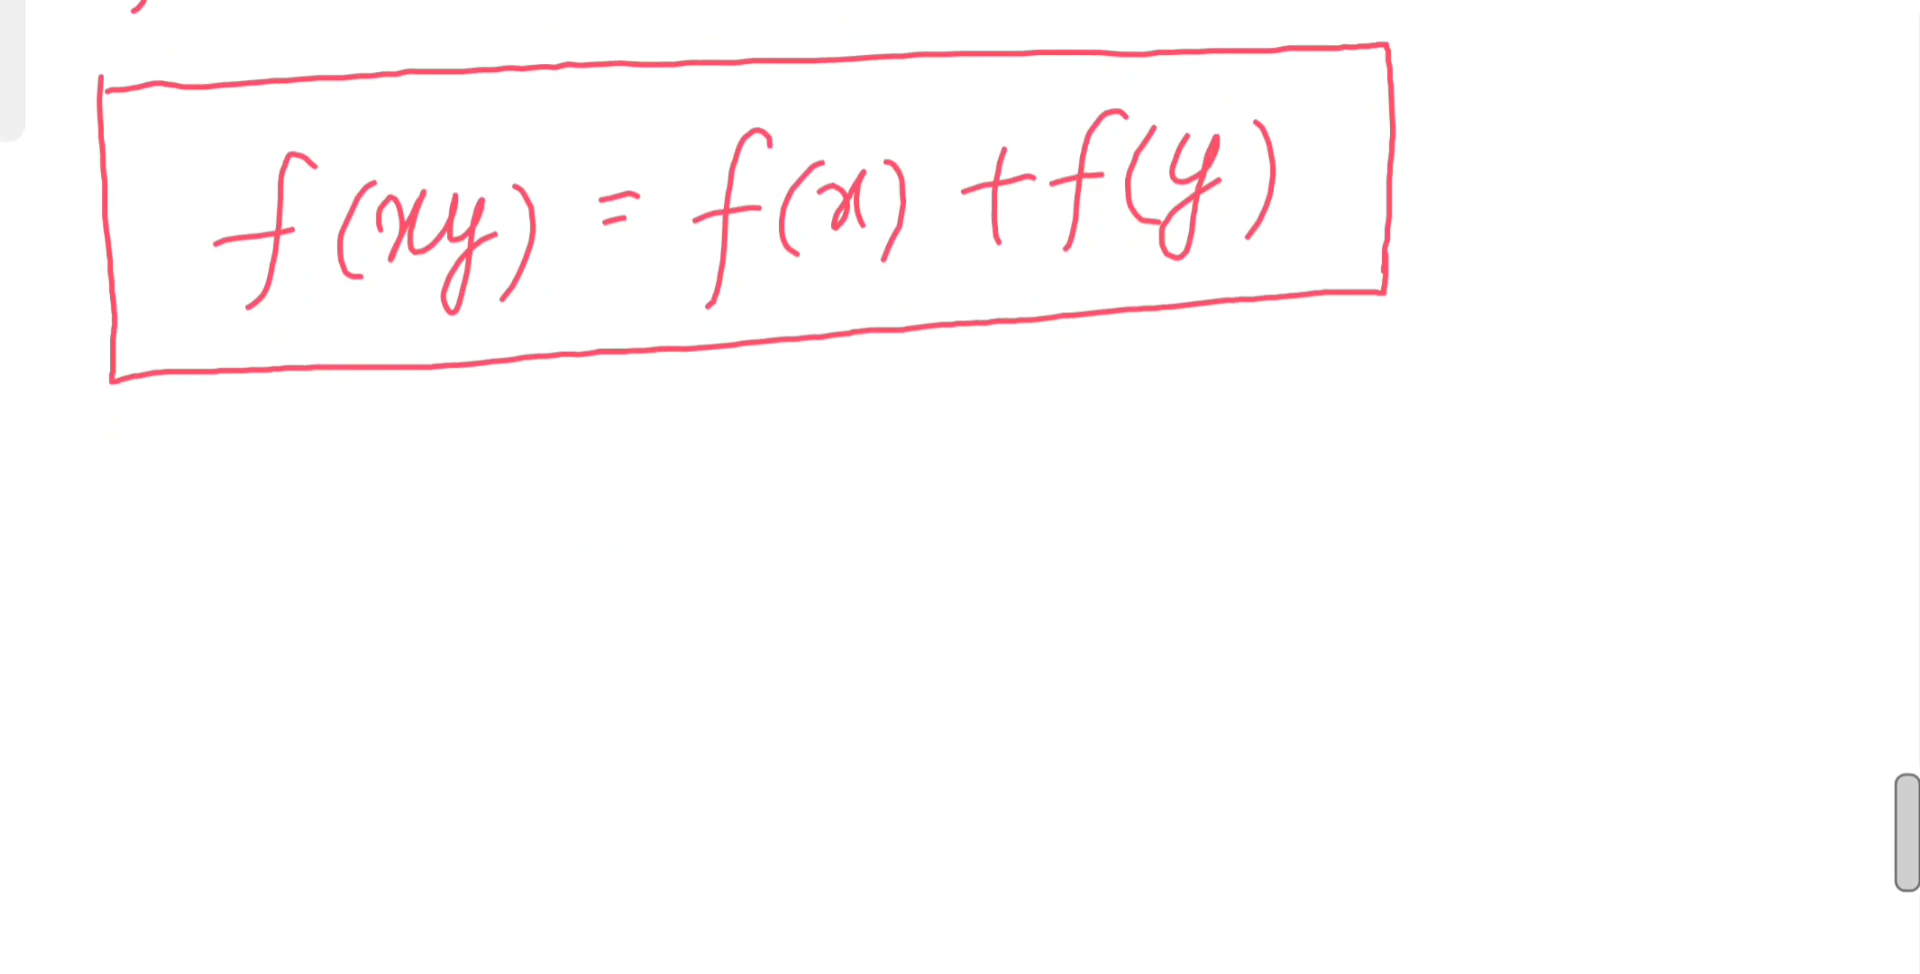 f(xy) = f(x) + f(y)